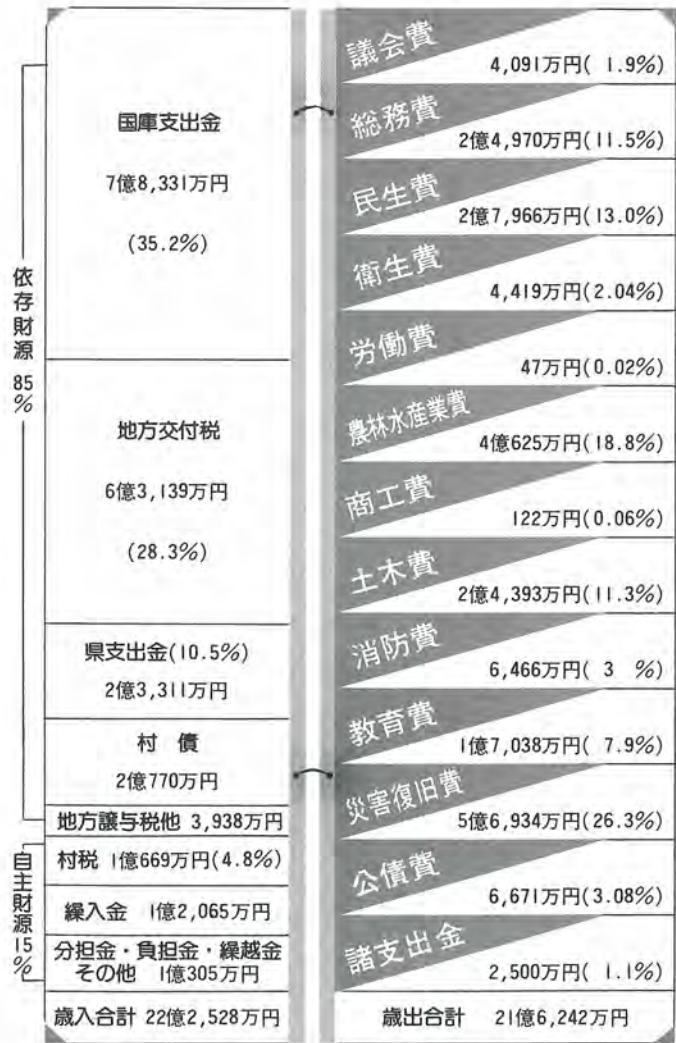 依存財源 85%
国庫支出金
7億8,331万円
(35.2%)
地方交付税
6億3,139万円
(28.3%)
県支出金(10.5%)
2億3,311万円
村 債
2億770万円
地方譲与税他 3,938万円
自主財源15%
村税 1億669万円(4.8%)
繰入金 1億2,065万円
分担金・負担金・繰越金
その他 1億305万円
歳入合計 22億2,528万円
議会費
4,091万円( 1.9%)
総務費
2億4,970万円(11.5%)
民生費
2億7,966万円(13.0%)
衛生費
4,419万円(2.04%)
労働費
47万円(0.02%)
農林水産業費
4億625万円(18.8%)
商工費
122万円(0.06%)
土木費
2億4,393万円(11.3%)
消防費
6,466万円( 3 %)
教育費
1億7,038万円( 7.9%)
災害復旧費
5億6,934万円(26.3%)
公債費
6,671万円(3.08%)
諸支出金
2,500万円( 1.1%)
歳出合計 21億6,242万円